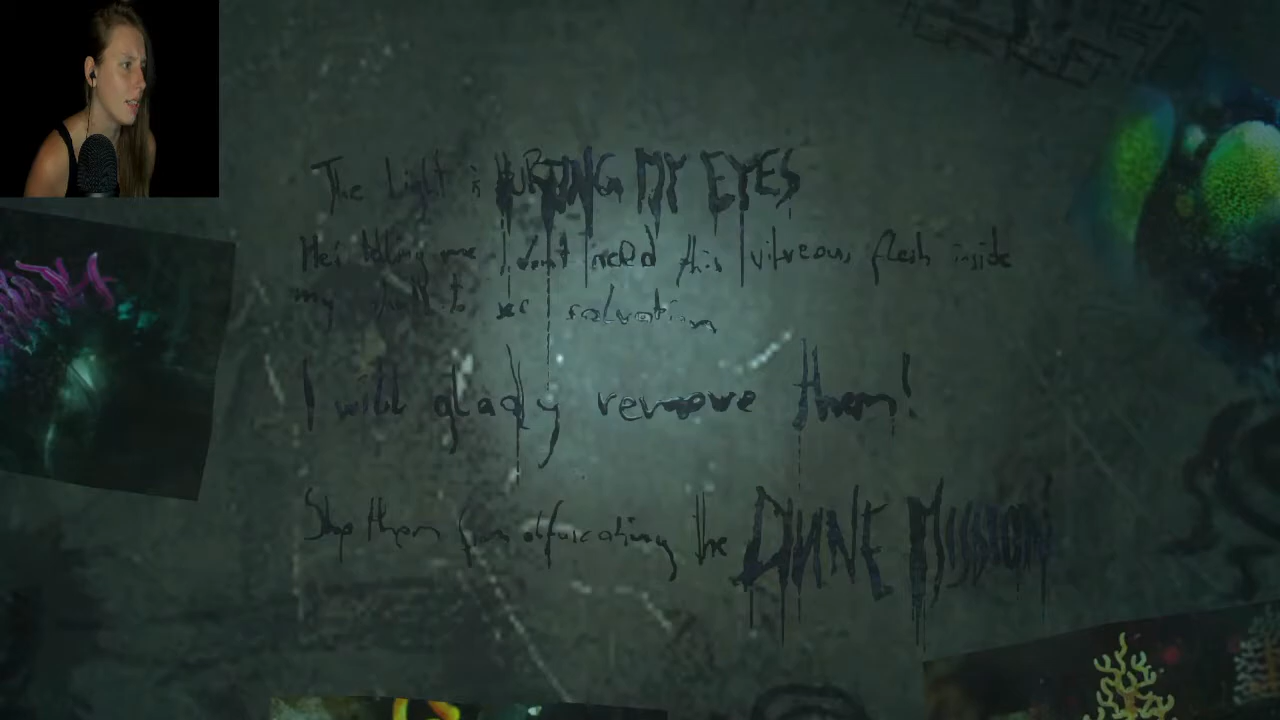 The Light is HURTING MY EYES
He's telling me I don't need this vitreous flesh inside
my skull to see salvation
I will gladly remove them!
Stop them from obfuscating the DIVINE MISSION